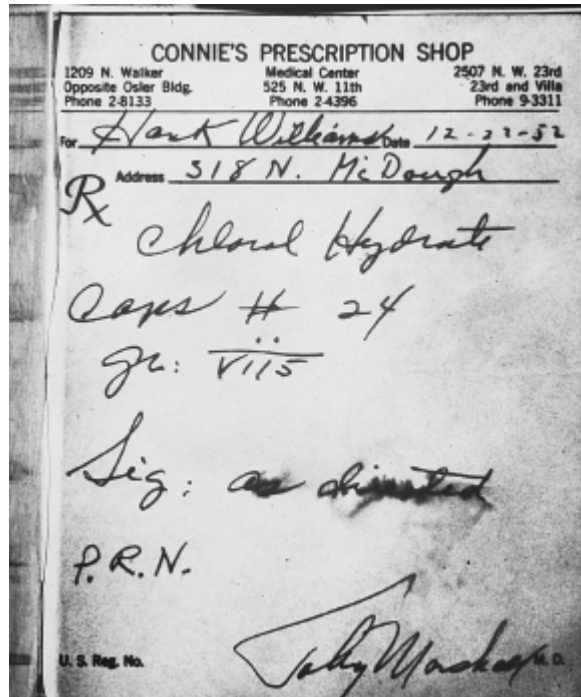 CONNIE'S PRESCRIPTION SHOP
1209 N. Walker Medical Center 2507 N. W. 23rd
Opposite Osler Bldg. 525 N. W. 11th 23rd and Villa
Phone 2-8133 Phone 2-4396 Phone 9-3311
For Hank Williams Date 12-22-52
Address 318 N. McDough
Rx
Chloral Hydrate
Caps # 24
gr:
Sig: as directed
P.R.N.
U. S. Reg. No. Toby Marshall M. D.